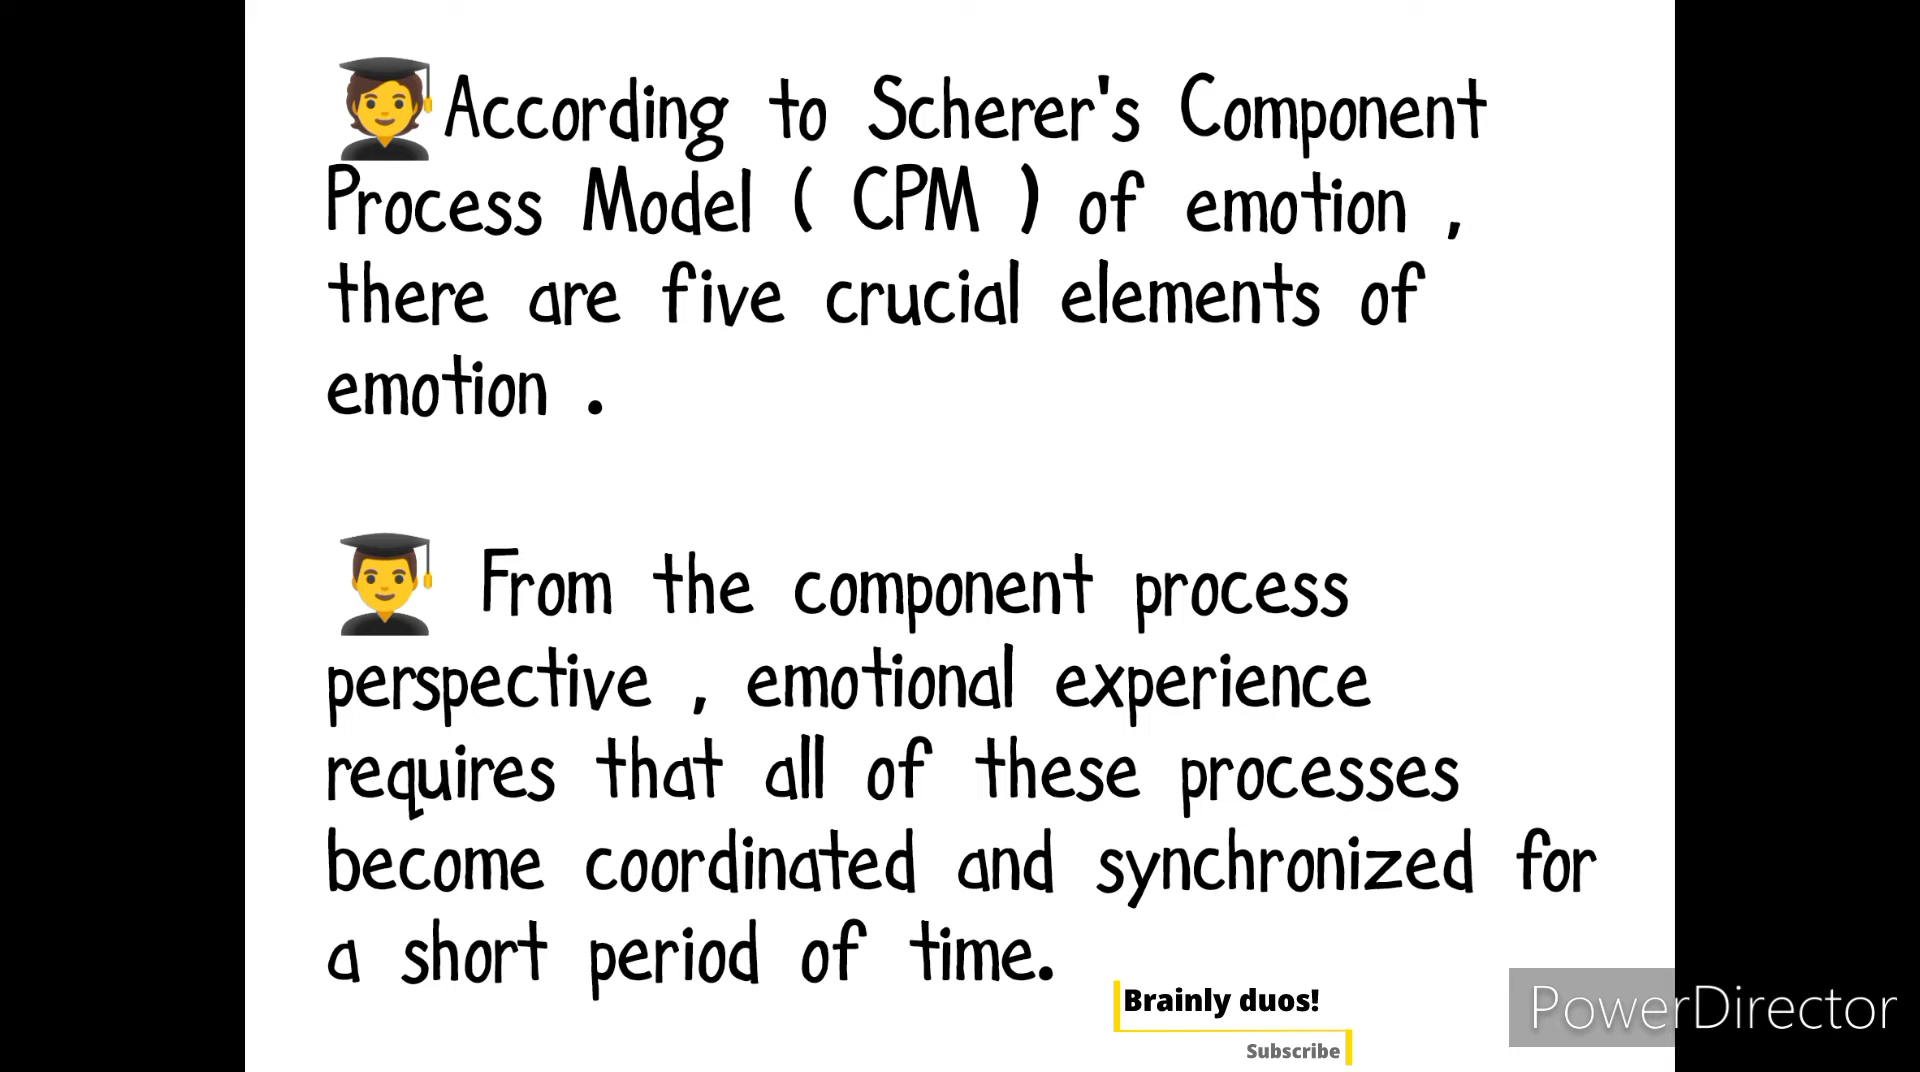 According to Scherer's Component
Process Model ( CPM ) of emotion ,
there are five crucial elements of
emotion .
From the component process
perspective , emotional experience
requires that all of these processes
become coordinated and synchronized for
a short period of time.
Brainly duos!
Subscribe
PowerDirector